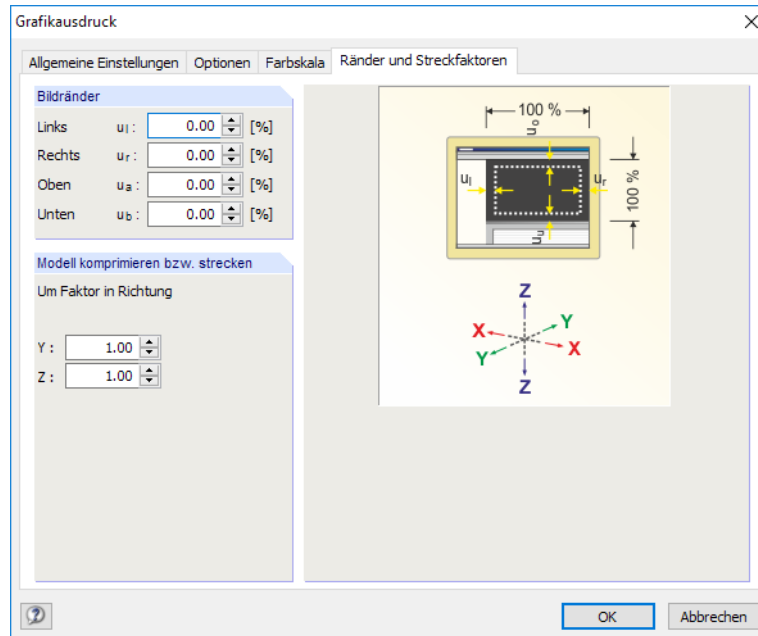 Grafikausdruck
Allgemeine Einstellungen Optionen Farbskala Ränder und Streckfaktoren
Bildränder
Links ul : 0.00 [%]
Rechts ur : 0.00 [%]
Oben ua : 0.00 [%]
Unten ub : 0.00 [%]
Modell komprimieren bzw. strecken
Um Faktor in Richtung
Y : 1.00
Z : 1.00
100 %
uo
ul
ur
100 %
uu
Z
Y
X
X
Y
Z
OK Abbrechen